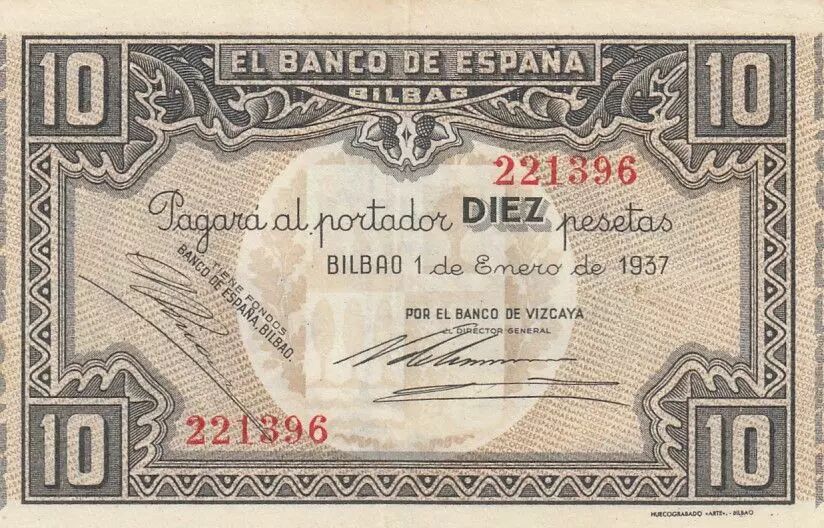 10
EL BANCO DE ESPAÑA
10
BILBAO
221396
Pagará al portador DIEZ pesetas
BILBAO 1 de Enero de 1937
TIENE FONDOS
BANCO DE ESPAÑA. BILBAO.
POR EL BANCO DE VIZCAYA
EL DIRECTOR GENERAL
221396
10
10
HUECOGRABADO «ARTE». - BILBAO